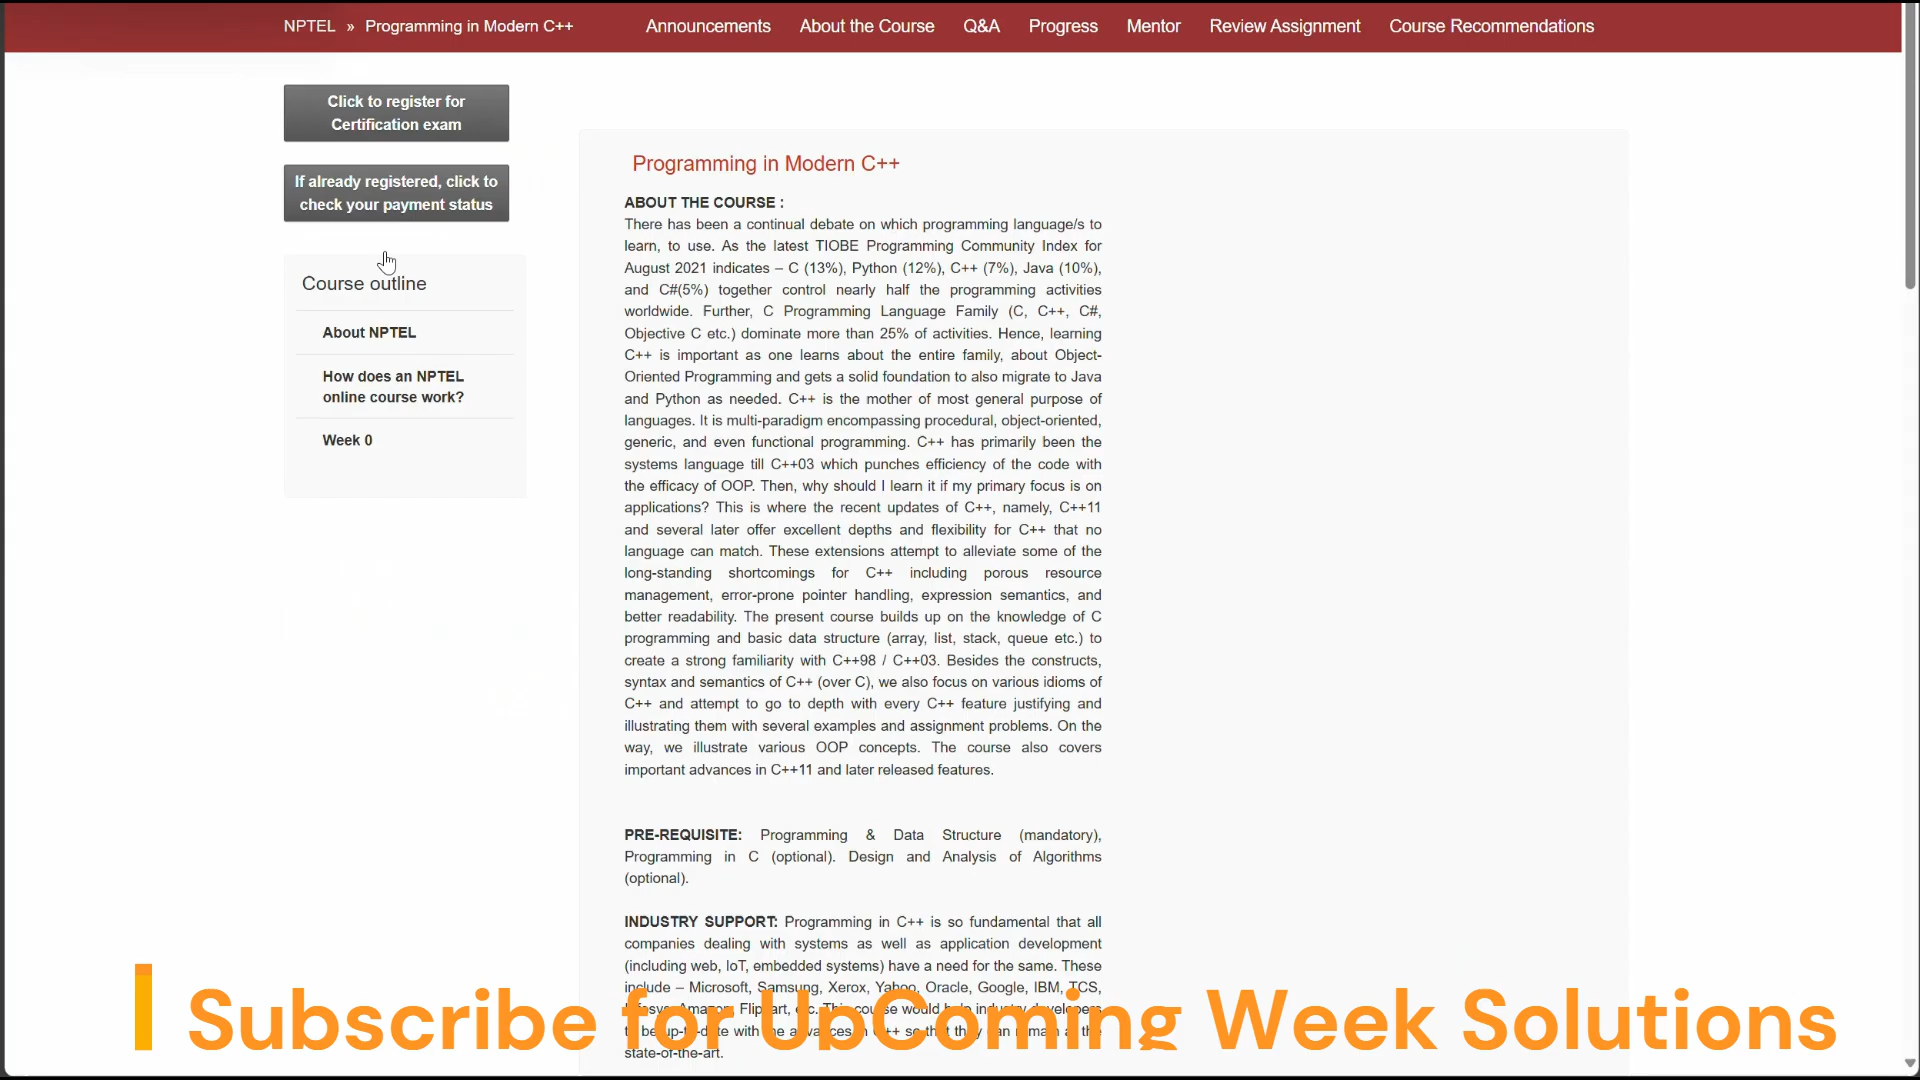 NPTEL » Programming in Modern C++
Announcements About the Course Q&A Progress Mentor Review Assignment Course Recommendations
Click to register for
Certification exam
If already registered, click to
check your payment status
Course outline
About NPTEL
How does an NPTEL
online course work?
Week 0
Programming in Modern C++
ABOUT THE COURSE :
There has been a continual debate on which programming language/s to
learn, to use. As the latest TIOBE Programming Community Index for
August 2021 indicates – C (13%), Python (12%), C++ (7%), Java (10%),
and C#(5%) together control nearly half the programming activities
worldwide. Further, C Programming Language Family (C, C++, C#,
Objective C etc.) dominate more than 25% of activities. Hence, learning
C++ is important as one learns about the entire family, about Object-
Oriented Programming and gets a solid foundation to also migrate to Java
and Python as needed. C++ is the mother of most general purpose of
languages. It is multi-paradigm encompassing procedural, object-oriented,
generic, and even functional programming. C++ has primarily been the
systems language till C++03 which punches efficiency of the code with
the efficacy of OOP. Then, why should I learn it if my primary focus is on
applications? This is where the recent updates of C++, namely, C++11
and several later offer excellent depths and flexibility for C++ that no
language can match. These extensions attempt to alleviate some of the
long-standing shortcomings for C++ including porous resource
management, error-prone pointer handling, expression semantics, and
better readability. The present course builds up on the knowledge of C
programming and basic data structure (array, list, stack, queue etc.) to
create a strong familiarity with C++98 / C++03. Besides the constructs,
syntax and semantics of C++ (over C), we also focus on various idioms of
C++ and attempt to go to depth with every C++ feature justifying and
illustrating them with several examples and assignment problems. On the
way, we illustrate various OOP concepts. The course also covers
important advances in C++11 and later released features.
PRE-REQUISITE: Programming & Data Structure (mandatory),
Programming in C (optional). Design and Analysis of Algorithms
(optional).
INDUSTRY SUPPORT: Programming in C++ is so fundamental that all
companies dealing with systems as well as application development
(including web, IoT, embedded systems) have a need for the same. These
include – Microsoft, Samsung, Xerox, Yahoo, Oracle, Google, IBM, TCS,
This would
with
state-of-the-art.
Subscribe for UpComing Week Solutions